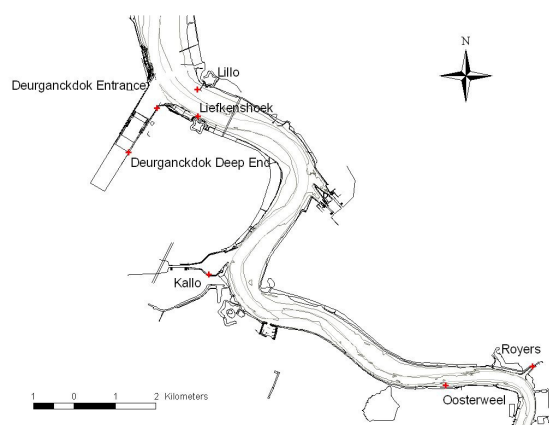 N
Lillo
Deurganckdok Entrance
Liefkenshoek
Deurganckdok Deep End
Kallo
Royers
Oosterweel
1 0 1 2 Kilometers